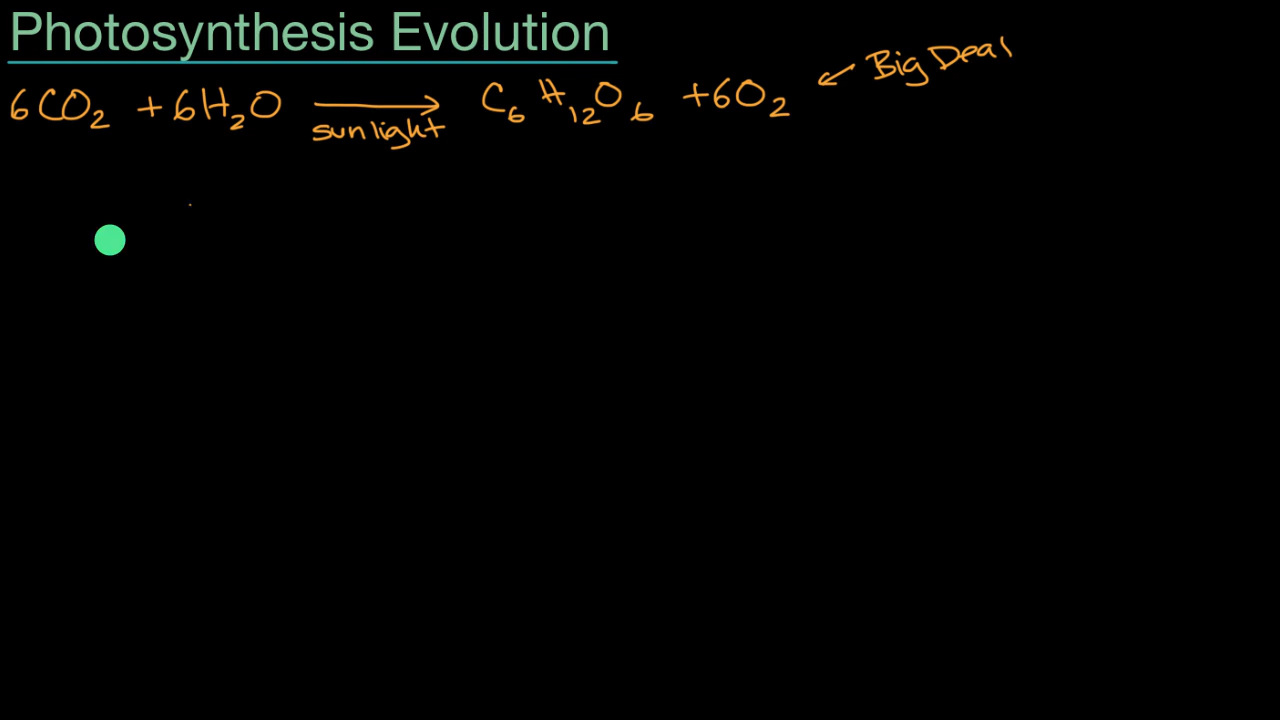 Photosynthesis Evolution
6CO₂ + 6H₂O → sunlight C₆H₁₂O₆ + 6O₂ ← Big Deal